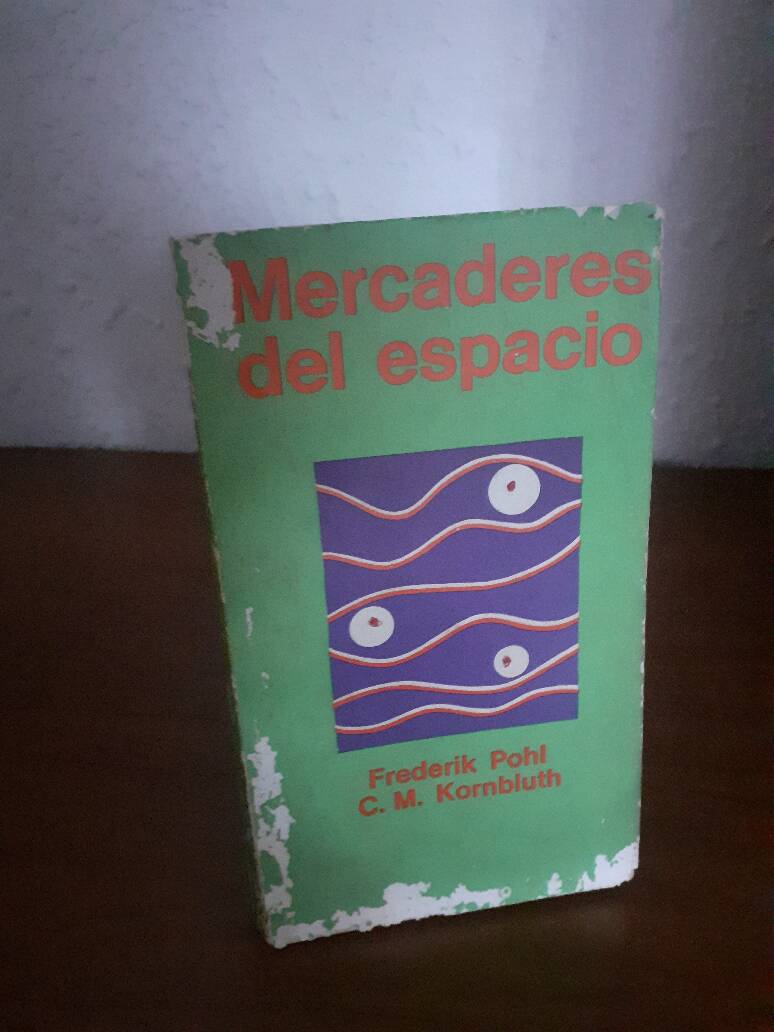 Mercaderes
del espacio
Frederik Pohl
C. M. Kornbluth